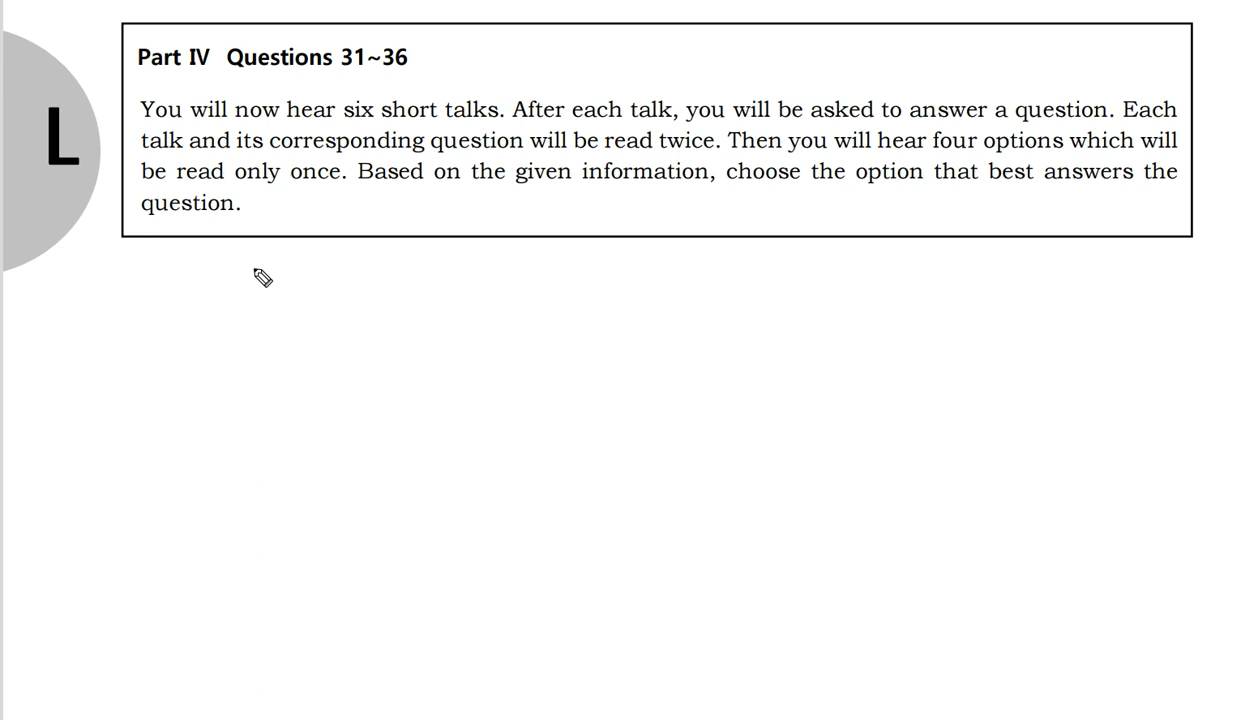 Part Ⅳ Questions 31~36
L
You will now hear six short talks. After each talk, you will be asked to answer a question. Each
talk and its corresponding question will be read twice. Then you will hear four options which will
be read only once. Based on the given information, choose the option that best answers the
question.